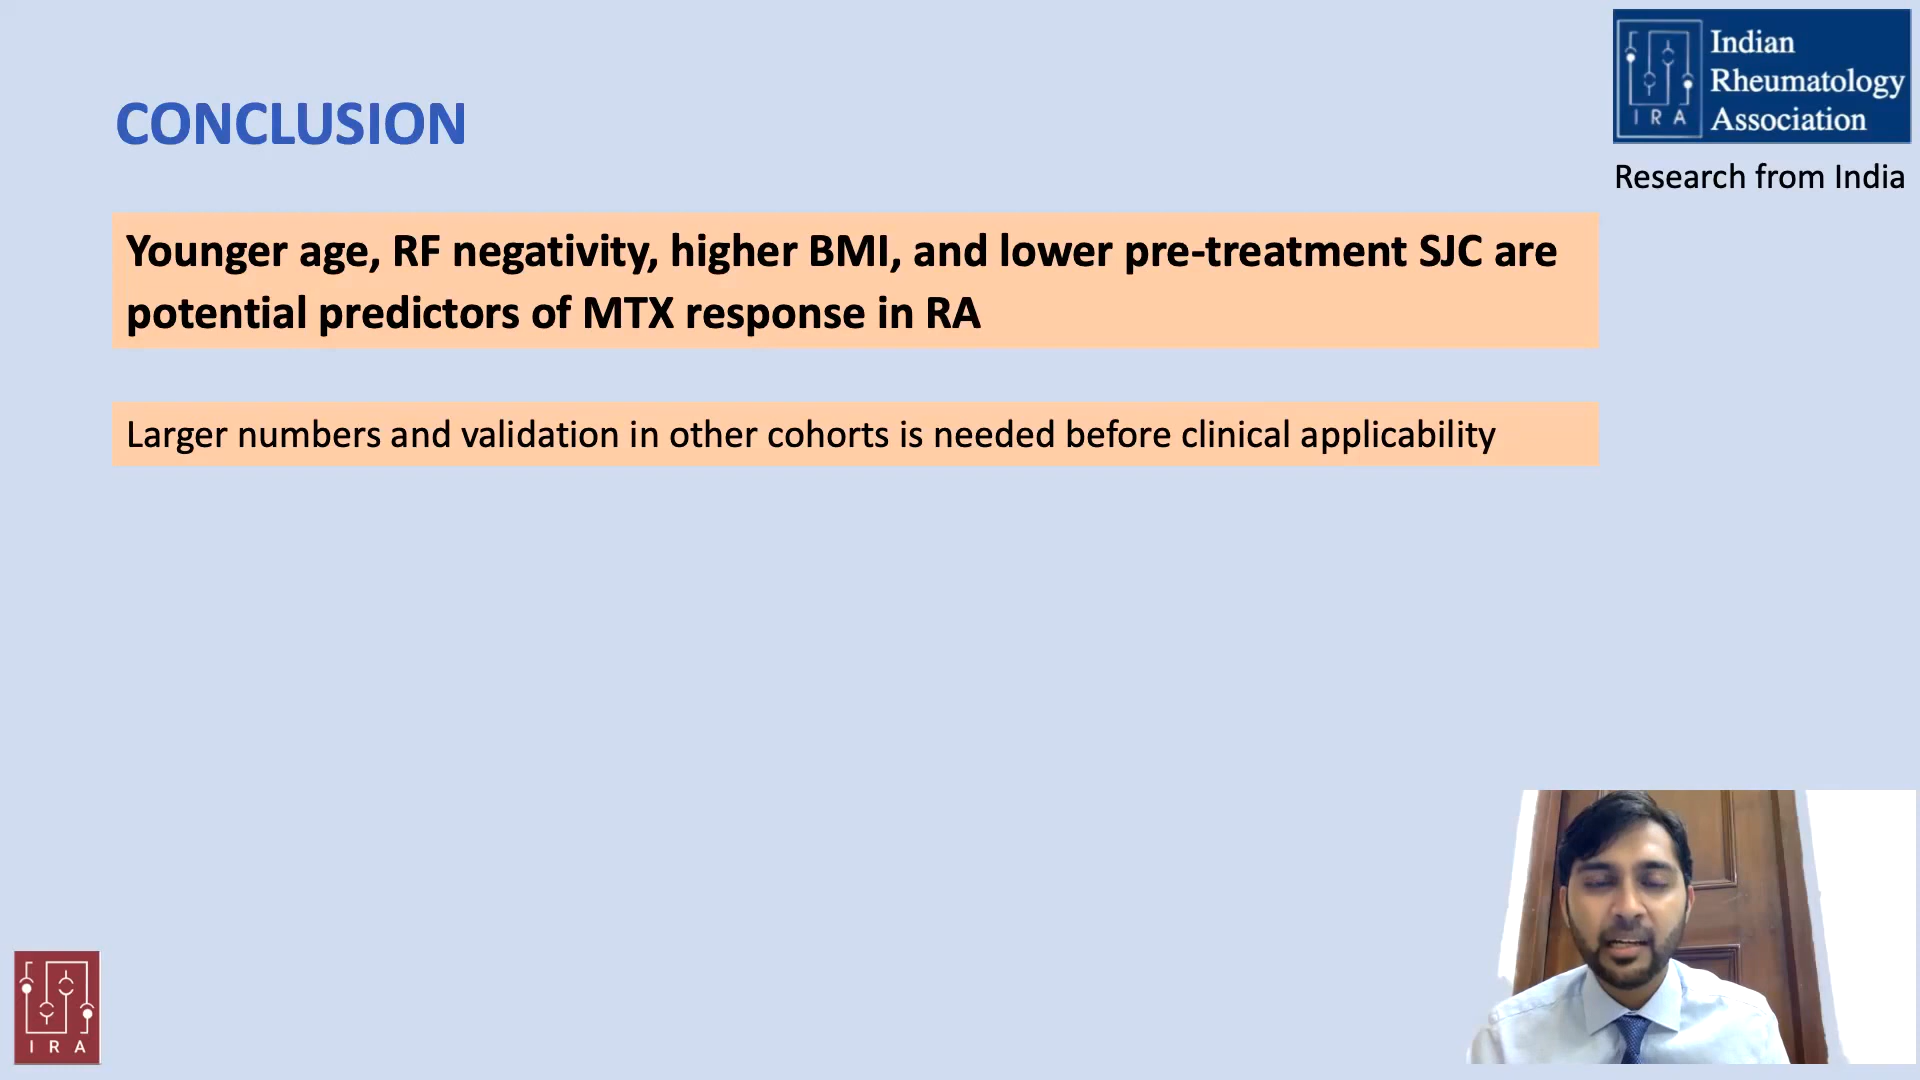 CONCLUSION
Indian
Rheumatology
Association
IRA
Research from India
Younger age, RF negativity, higher BMI, and lower pre-treatment SJC are
potential predictors of MTX response in RA
Larger numbers and validation in other cohorts is needed before clinical applicability
IRA